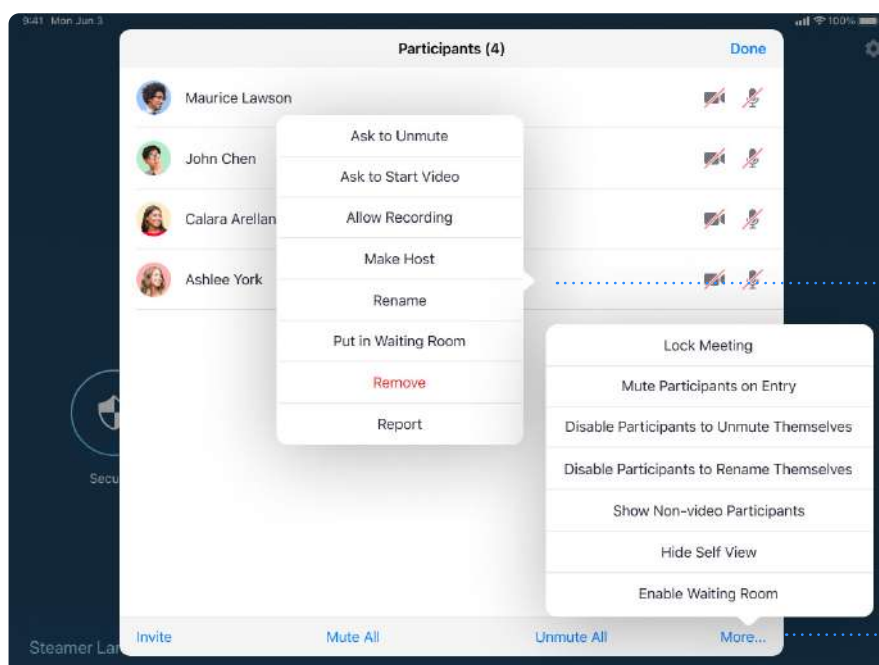 9:41 Mon Jun 3
100%
Participants (4)
Done
Maurice Lawson
John Chen
Calara Arellan
Ashlee York
Ask to Unmute
Ask to Start Video
Allow Recording
Make Host
Rename
Put in Waiting Room
Remove
Report
Lock Meeting
Mute Participants on Entry
Disable Participants to Unmute Themselves
Disable Participants to Rename Themselves
Show Non-video Participants
Hide Self View
Enable Waiting Room
Secu
Steamer Lan
Invite
Mute All
Unmute All
More...